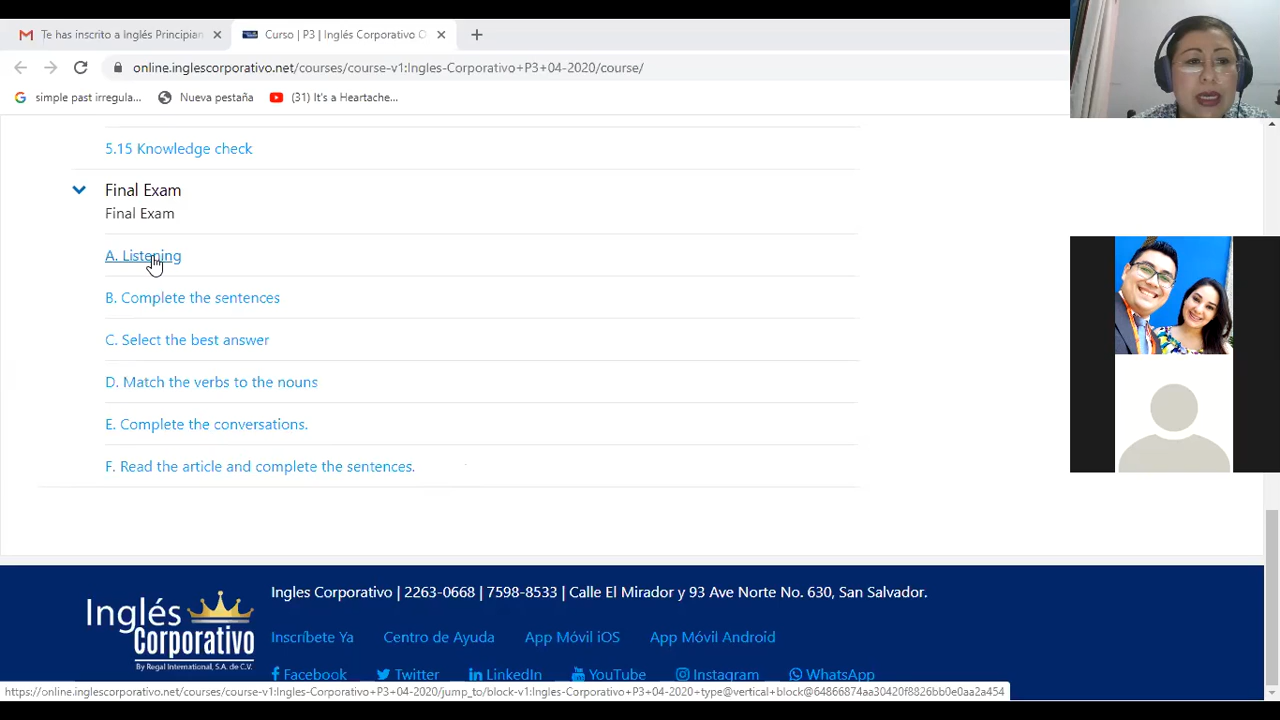 Te has inscrito a Inglés Principian
Curso | P3 | Inglés Corporativo O
online.inglescorporativo.net/courses/course-v1:Ingles-Corporativo+P3+04-2020/course/
simple past irregula...
Nueva pestaña
(31) It's a Heartache...
5.15 Knowledge check
Final Exam
Final Exam
A. Listening
B. Complete the sentences
C. Select the best answer
D. Match the verbs to the nouns
E. Complete the conversations.
F. Read the article and complete the sentences.
Inglés
Corporativo
By Regal International, S.A. de C.V.
Ingles Corporativo | 2263-0668 | 7598-8533 | Calle El Mirador y 93 Ave Norte No. 630, San Salvador.
Inscríbete Ya
Centro de Ayuda
App Móvil iOS
App Móvil Android
Facebook
Twitter
LinkedIn
YouTube
Instagram
WhatsApp
https://online.inglescorporativo.net/courses/course-v1:Ingles-Corporativo+P3+04-2020/jump_to/block-v1:Ingles-Corporativo+P3+04-2020+type@vertical+block@64866874aa30420f8826bb0e0aa2a454